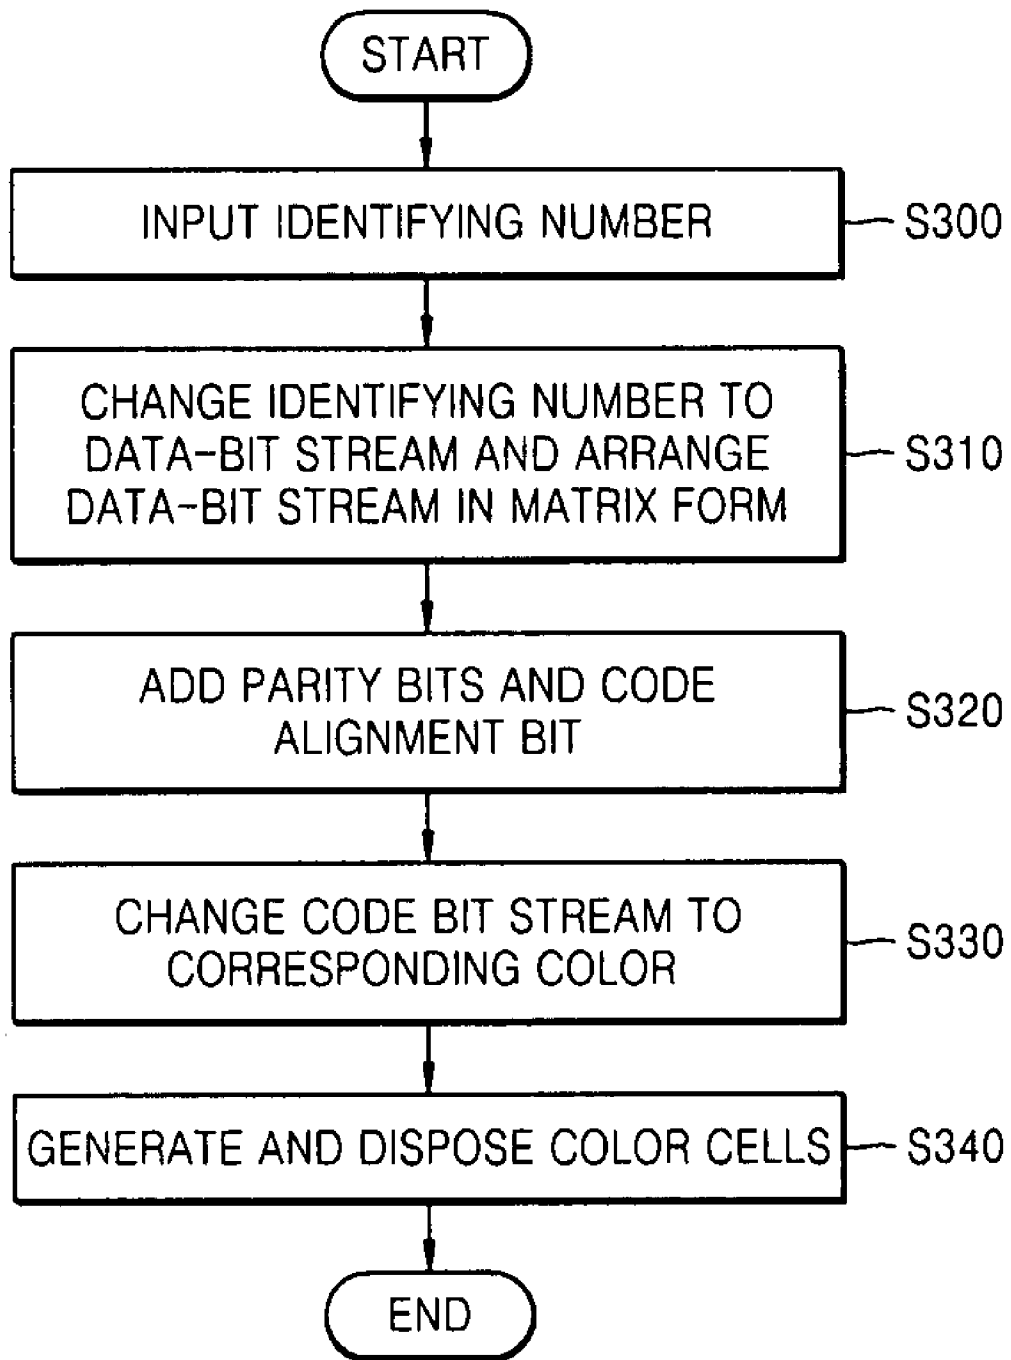 START
INPUT IDENTIFYING NUMBER
S300
CHANGE IDENTIFYING NUMBER TO
DATA-BIT STREAM AND ARRANGE
DATA-BIT STREAM IN MATRIX FORM
S310
ADD PARITY BITS AND CODE
ALIGNMENT BIT
S320
CHANGE CODE BIT STREAM TO
CORRESPONDING COLOR
S330
GENERATE AND DISPOSE COLOR CELLS
S340
END